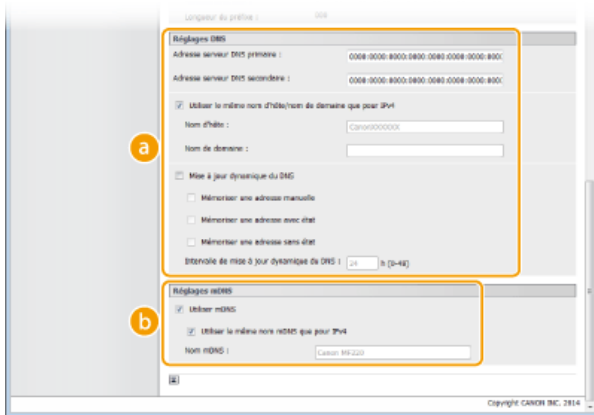 Longueur du préfixe :
Réglages DNS
Adresse serveur DNS primaire : 0000:0000:0000:0000:0000:0000:0000:000(
Adresse serveur DNS secondaire : 0000:0000:0000:0000:0000:0000:0000:000(
Utiliser le même nom d'hôte/nom de domaine que pour IPv4
Nom d'hôte :
Nom de domaine :
a
Mise à jour dynamique du DNS
Mémoriser une adresse manuelle
Mémoriser une adresse avec état
Mémoriser une adresse sans état
Intervalle de mise à jour dynamique du DNS : 24 h [0-48]
Réglages mDNS
Utiliser mDNS
b
Utiliser le même nom mDNS que pour IPv4
Nom mDNS : Canon MF220
Copyright CANON INC. 2014